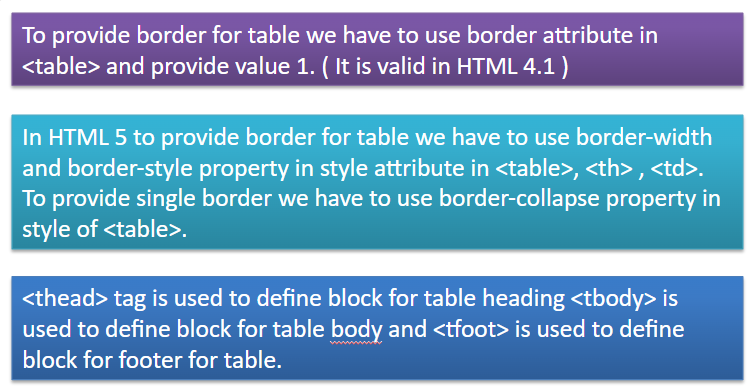 To provide border for table we have to use border attribute in
<table> and provide value 1. ( It is valid in HTML 4.1 )
In HTML 5 to provide border for table we have to use border-width
and border-style property in style attribute in <table>, <th> , <td>.
To provide single border we have to use border-collapse property in
style of <table>.
<thead> tag is used to define block for table heading <tbody> is
used to define block for table body and <tfoot> is used to define
block for footer for table.